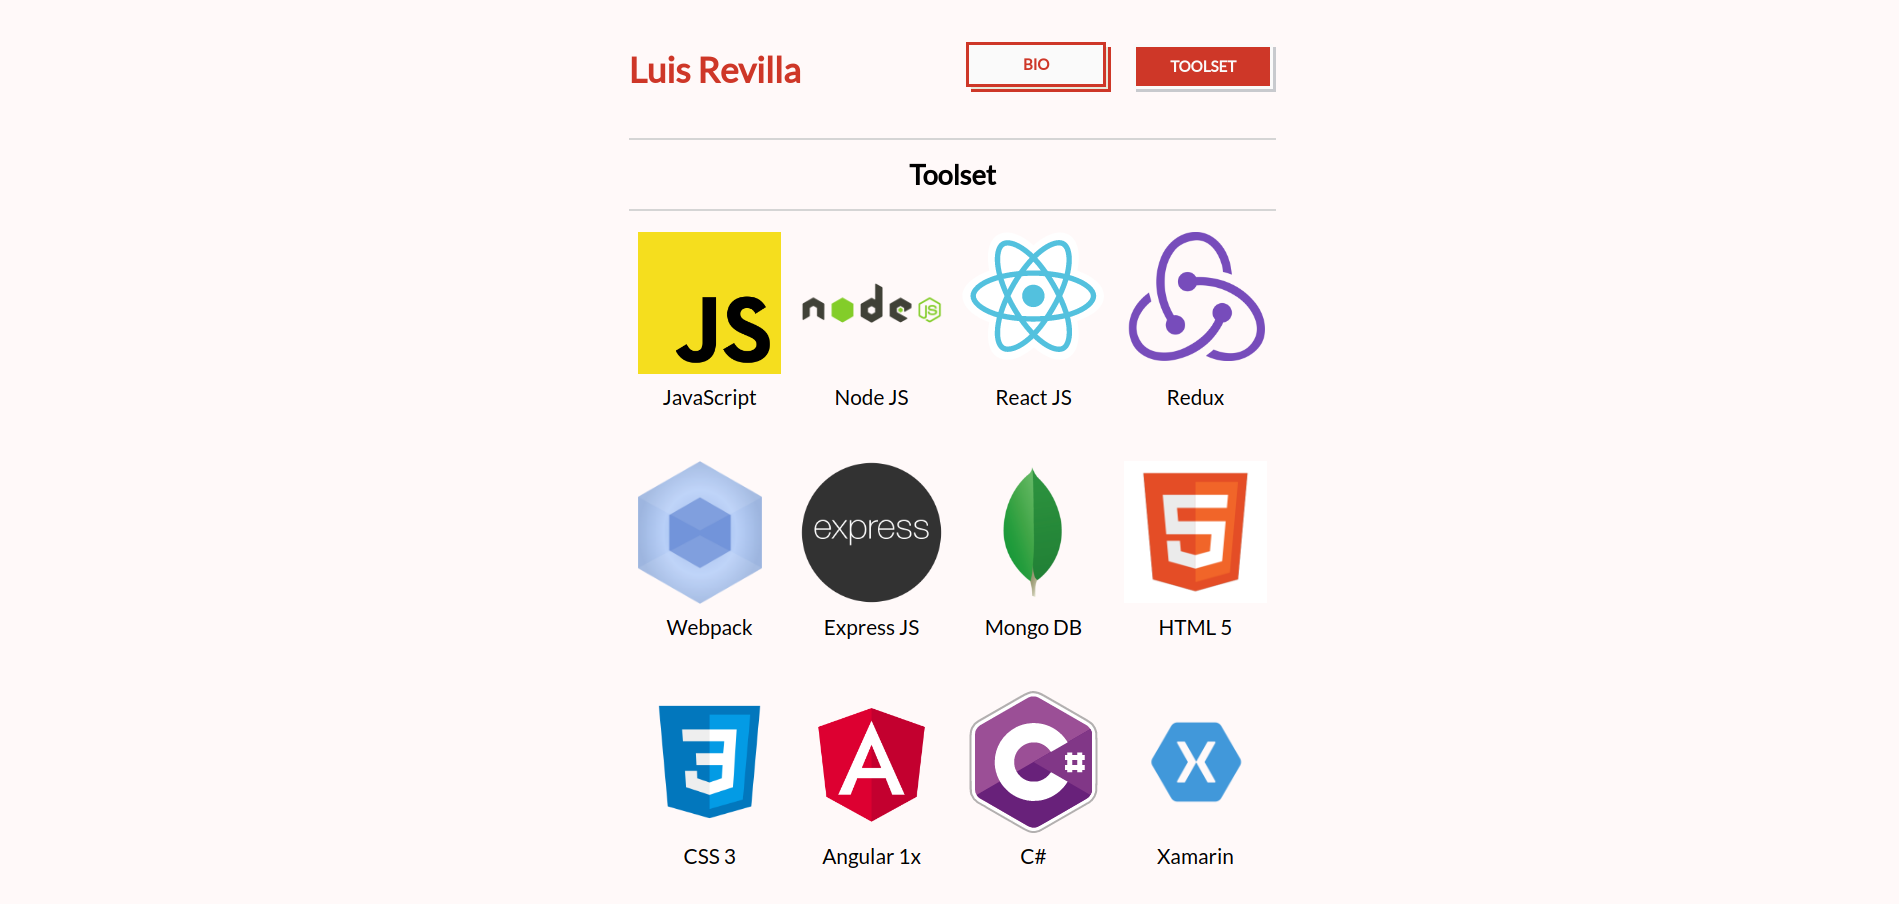 Luis Revilla
BIO
TOOLSET
Toolset
JS
node JS
JavaScript
Node JS
React JS
Redux
express
5
Webpack
Express JS
Mongo DB
HTML 5
3
A
C#
X
CSS 3
Angular 1x
C#
Xamarin